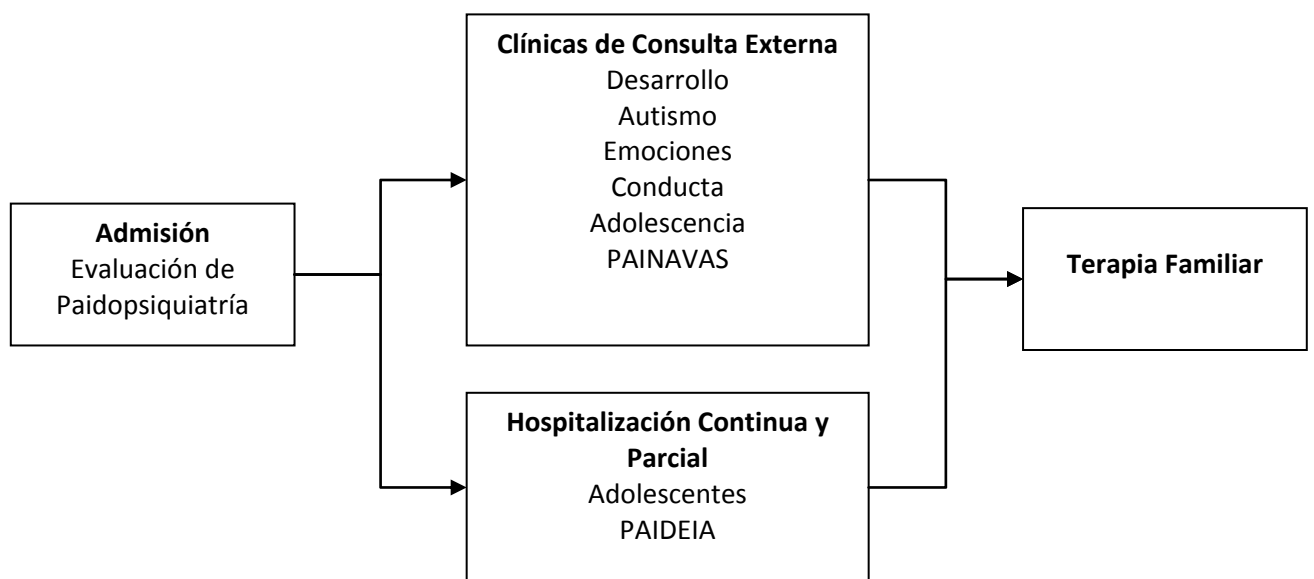 Clínicas de Consulta Externa
Desarrollo
Autismo
Emociones
Conducta
Adolescencia
PAINAVAS
Admisión
Evaluación de
Paidopsiquiatría
Terapia Familiar
Hospitalización Continua y
Parcial
Adolescentes
PAIDEIA